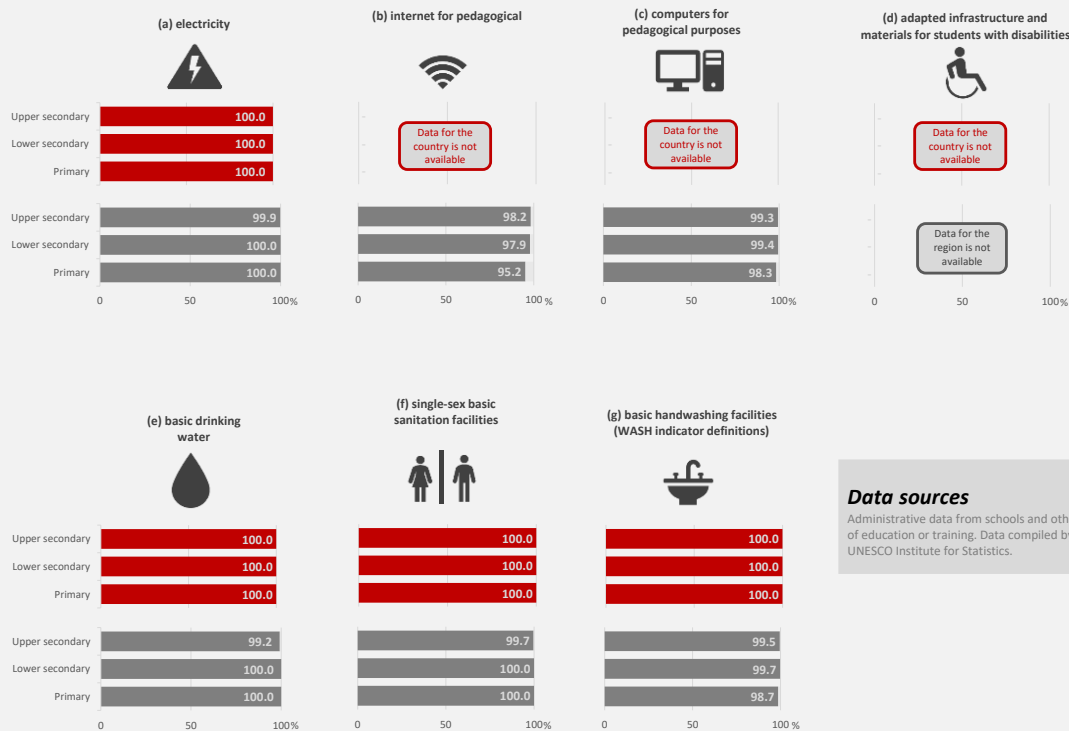 (a) electricity
(b) internet for pedagogical
(c) computers for
pedagogical purposes
(d) adapted infrastructure and
materials for students with disabilities
Upper secondary 100.0
Lower secondary 100.0
Primary 100.0
Data for the
country is not
available
Data for the
country is not
available
Data for the
country is not
available
Upper secondary 99.9 98.2 99.3
Lower secondary 100.0 97.9 99.4
Primary 100.0 95.2 98.3
Data for the
region is not
available
0 50 100% 0 50 100% 0 50 100% 0 50 100%
(e) basic drinking
water
(f) single-sex basic
sanitation facilities
(g) basic handwashing facilities
(WASH indicator definitions)
Upper secondary 100.0 100.0 100.0
Lower secondary 100.0 100.0 100.0
Primary 100.0 100.0 100.0
Upper secondary 99.2 99.7 99.5
Lower secondary 100.0 100.0 99.7
Primary 100.0 100.0 98.7
0 50 100% 0 50 100% 0 50 100%
Data sources
Administrative data from schools and oth
of education or training. Data compiled by
UNESCO Institute for Statistics.